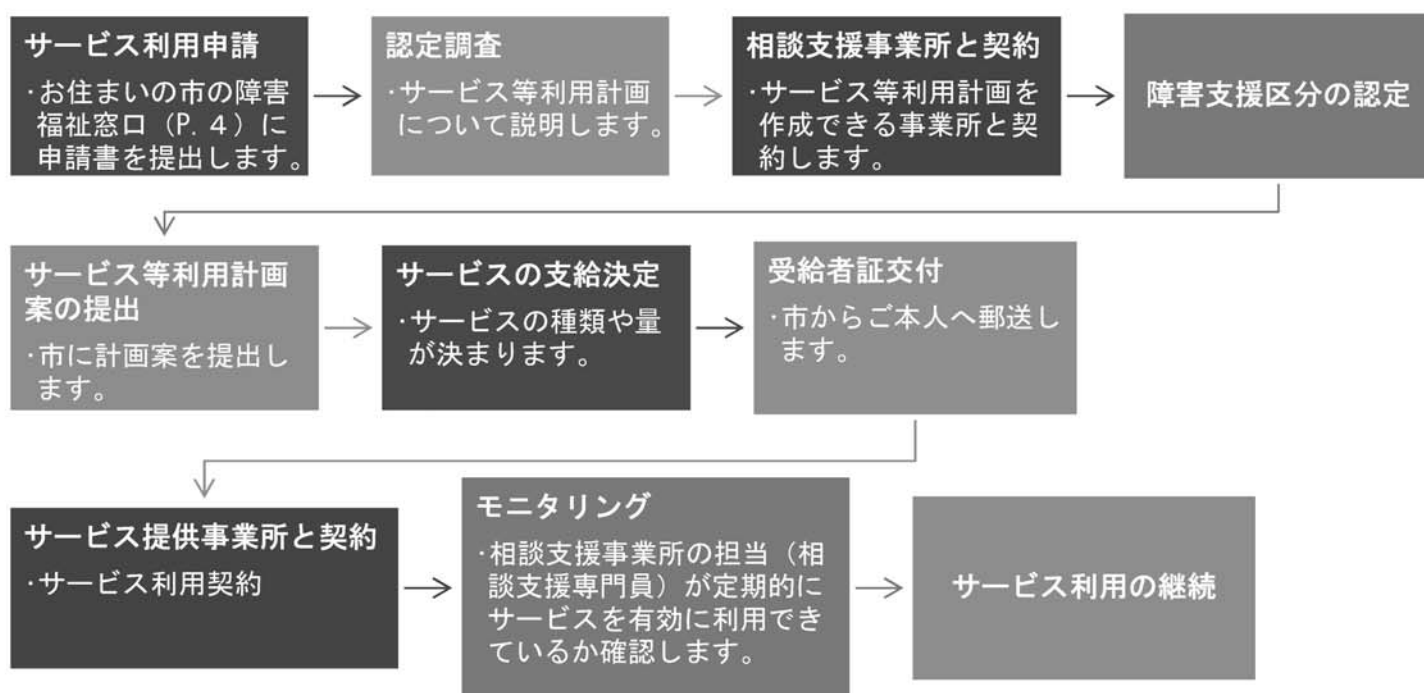 サービス利用申請
・お住まいの市の障害
福祉窓口（P. 4）に
申請書を提出します。
認定調査
・サービス等利用計画
について説明します。
相談支援事業所と契約
・サービス等利用計画を
作成できる事業所と契
約します。
障害支援区分の認定
サービス等利用計画
案の提出
・市に計画案を提出し
ます。
サービスの支給決定
・サービスの種類や量
が決まります。
受給者証交付
・市からご本人へ郵送し
ます。
サービス提供事業所と契約
・サービス利用契約
モニタリング
・相談支援事業所の担当（相
談支援専門員）が定期的に
サービスを有効に利用でき
ているか確認します。
サービス利用の継続